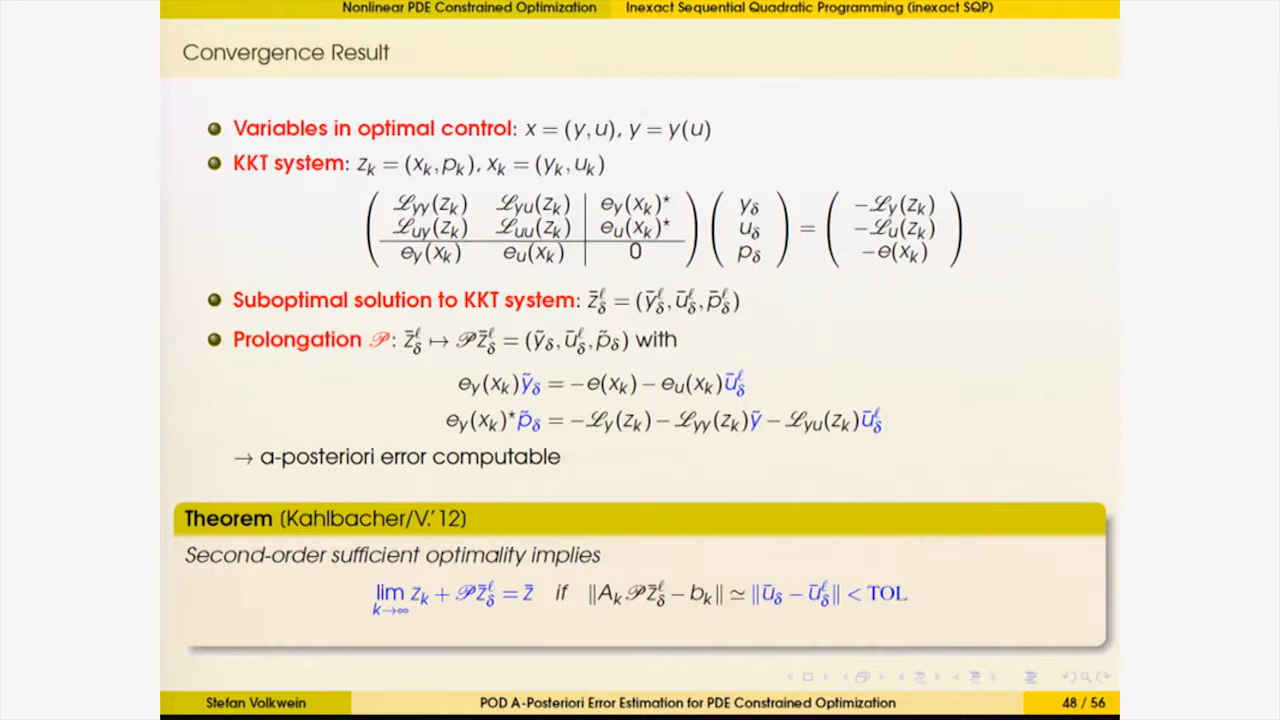 Nonlinear PDE Constrained Optimization Inexact Sequential Quadratic Programming (inexact SQP)
Convergence Result
Variables in optimal control: x = (y, u), y = y(u)
KKT system: z_k = (x_k, p_k), x_k = (y_k, u_k)
( ℒ_yy(z_k) ℒ_yu(z_k) | e_y(x_k)* ) ( y_δ ) ( −ℒ_y(z_k) )
( ℒ_uy(z_k) ℒ_uu(z_k) | e_u(x_k)* ) ( u_δ ) = ( −ℒ_u(z_k) )
( e_y(x_k) e_u(x_k) | 0 ) ( p_δ ) ( −e(x_k) )
Suboptimal solution to KKT system: z̄_δ^ℓ = (ȳ_δ^ℓ, ū_δ^ℓ, p̄_δ^ℓ)
Prolongation 𝒫: z̄_δ^ℓ ↦ 𝒫z̄_δ^ℓ = (ỹ_δ, ū_δ^ℓ, p̃_δ) with
e_y(x_k)ỹ_δ = −e(x_k) − e_u(x_k)ū_δ^ℓ
e_y(x_k)*p̃_δ = −ℒ_y(z_k) − ℒ_yy(z_k)ỹ − ℒ_yu(z_k)ū_δ^ℓ
→ a-posteriori error computable
Theorem (Kahlbacher/V.'12)
Second-order sufficient optimality implies
lim_{k→∞} z_k + 𝒫z̄_δ^ℓ = z̄ if ‖A_k 𝒫z̄_δ^ℓ − b_k‖ ≃ ‖ū_δ − ū_δ^ℓ‖ < TOL
Stefan Volkwein POD A-Posteriori Error Estimation for PDE Constrained Optimization 48 / 56